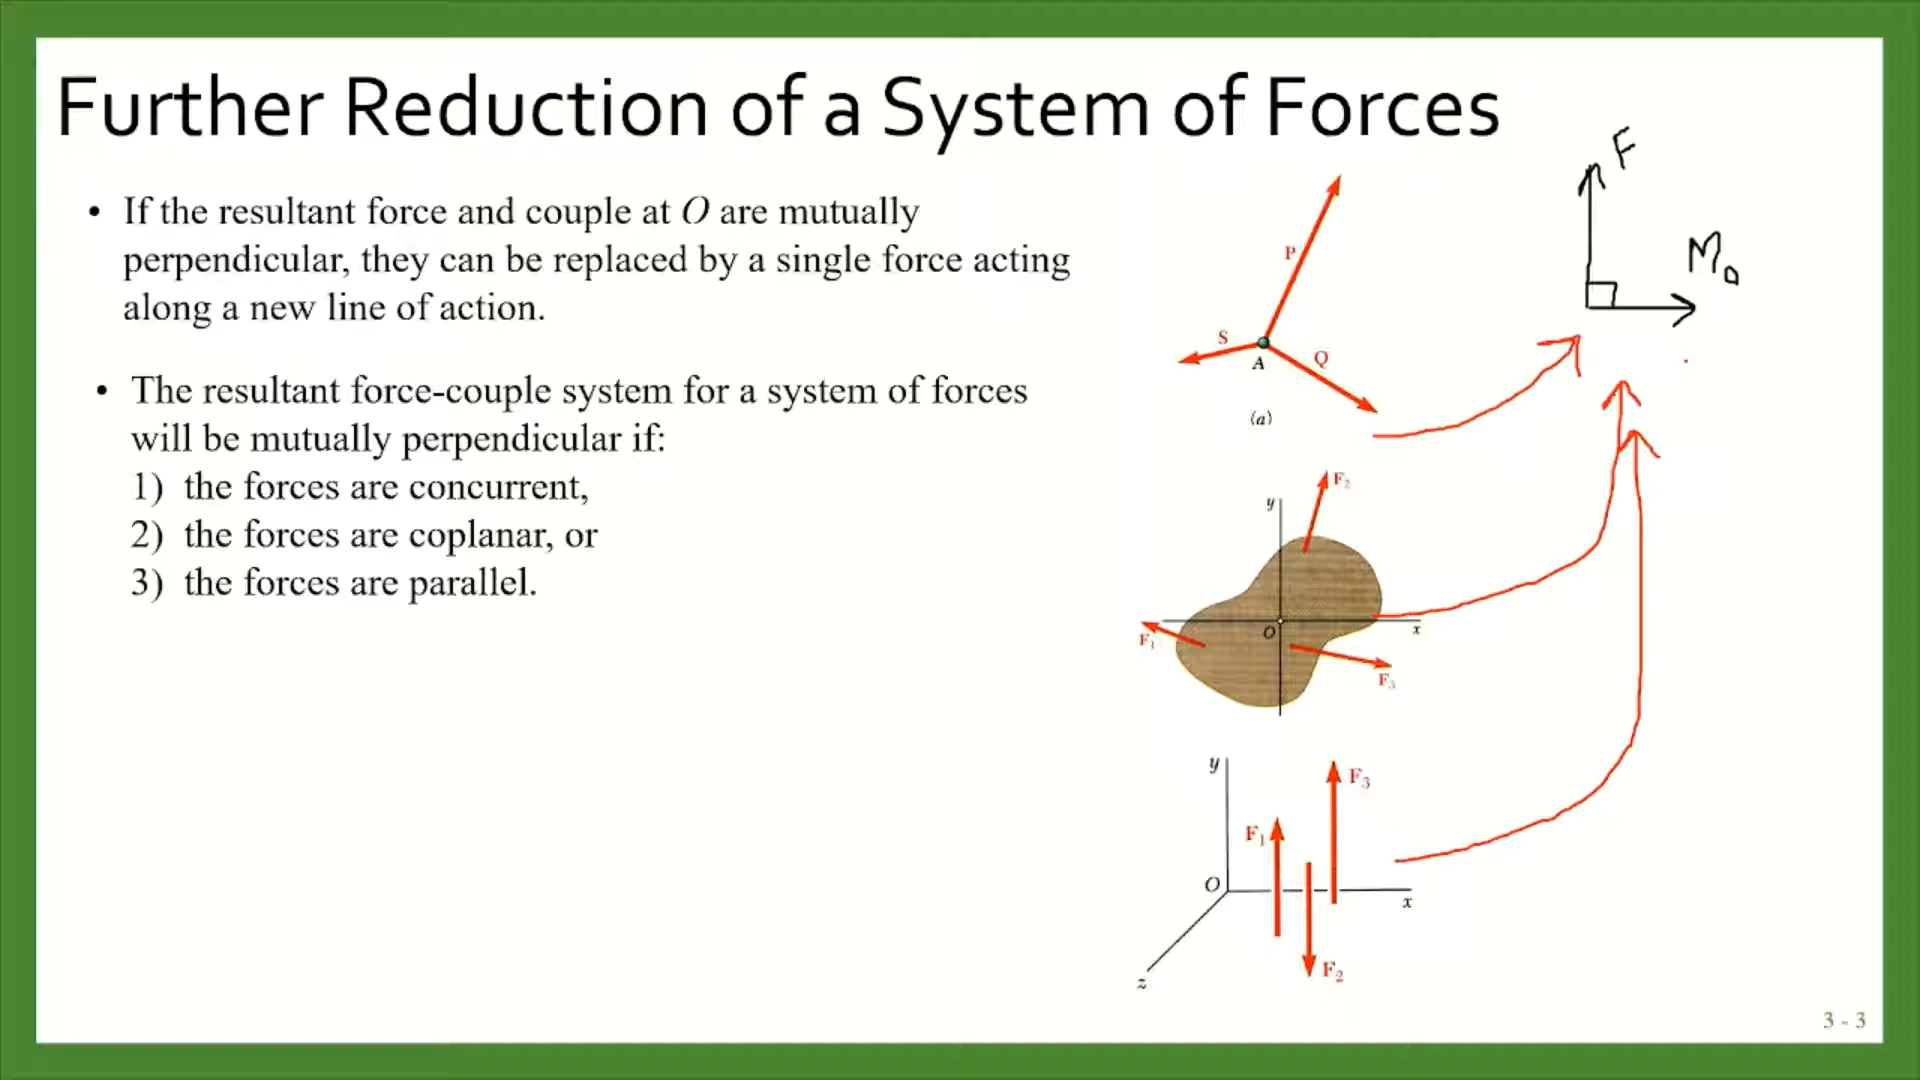 Further Reduction of a System of Forces
• If the resultant force and couple at O are mutually
perpendicular, they can be replaced by a single force acting
along a new line of action.
• The resultant force-couple system for a system of forces
will be mutually perpendicular if:
1) the forces are concurrent,
2) the forces are coplanar, or
3) the forces are parallel.
F
M₀
P
S
A
Q
(a)
F₂
y
O
x
F₁
F₃
y
F₃
F₁
O
x
F₂
z
3 - 3